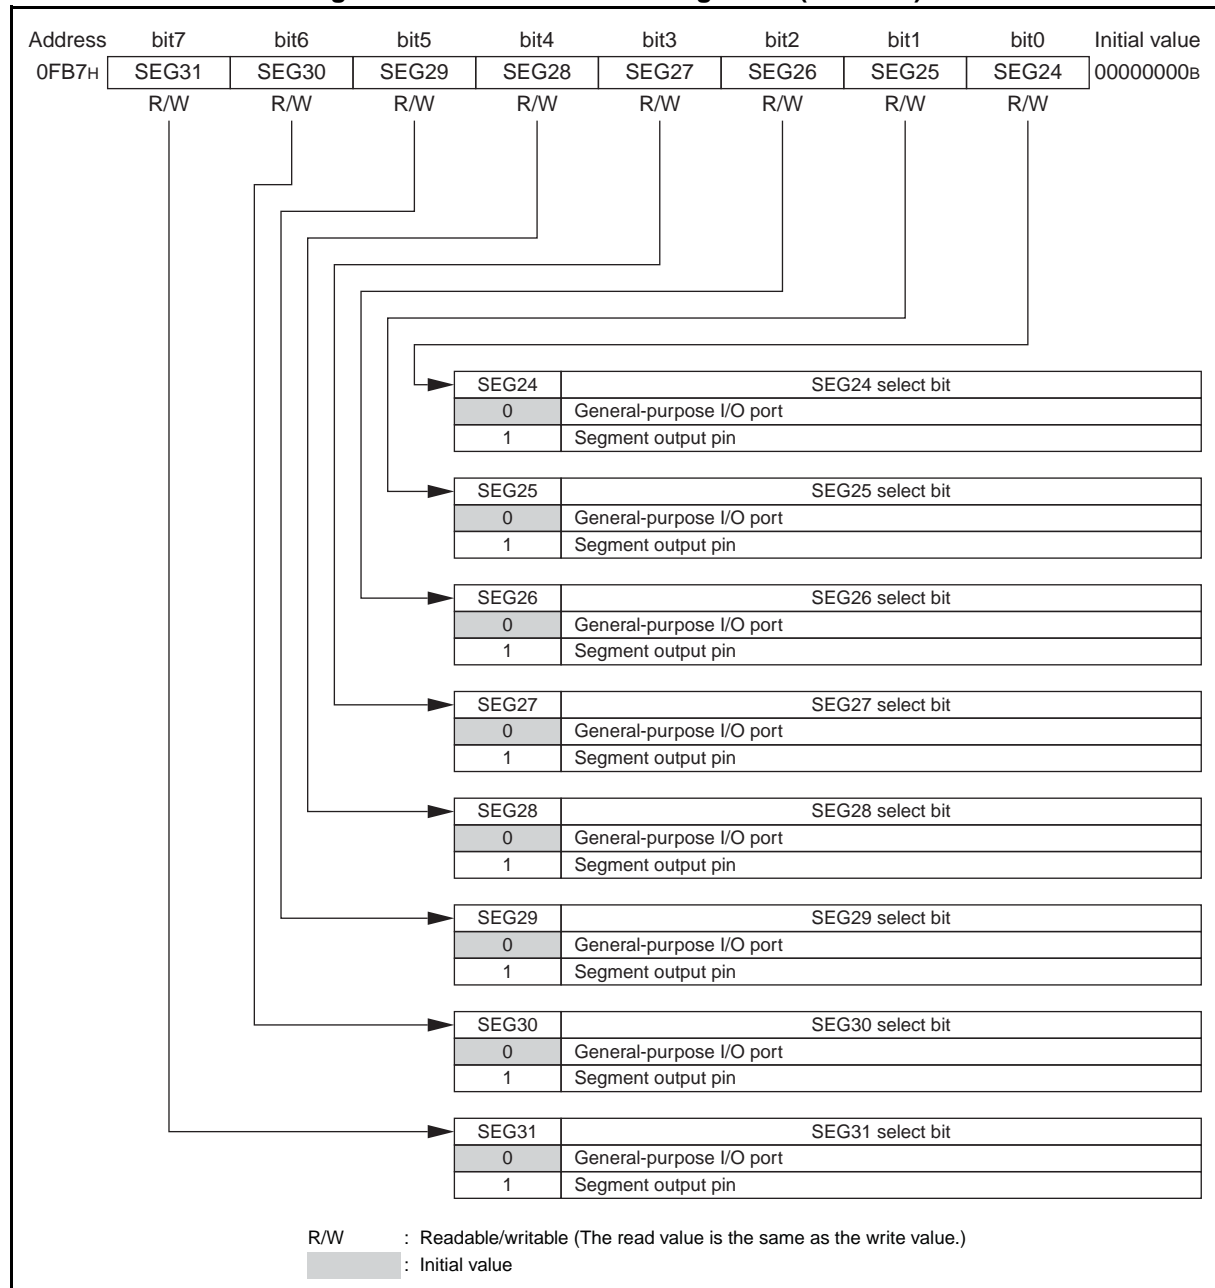 Address bit7 bit6 bit5 bit4 bit3 bit2 bit1 bit0 Initial value
0FB7H SEG31 SEG30 SEG29 SEG28 SEG27 SEG26 SEG25 SEG24 00000000B
R/W R/W R/W R/W R/W R/W R/W R/W
SEG24 SEG24 select bit
0 General-purpose I/O port
1 Segment output pin
SEG25 SEG25 select bit
0 General-purpose I/O port
1 Segment output pin
SEG26 SEG26 select bit
0 General-purpose I/O port
1 Segment output pin
SEG27 SEG27 select bit
0 General-purpose I/O port
1 Segment output pin
SEG28 SEG28 select bit
0 General-purpose I/O port
1 Segment output pin
SEG29 SEG29 select bit
0 General-purpose I/O port
1 Segment output pin
SEG30 SEG30 select bit
0 General-purpose I/O port
1 Segment output pin
SEG31 SEG31 select bit
0 General-purpose I/O port
1 Segment output pin
R/W : Readable/writable (The read value is the same as the write value.)
: Initial value